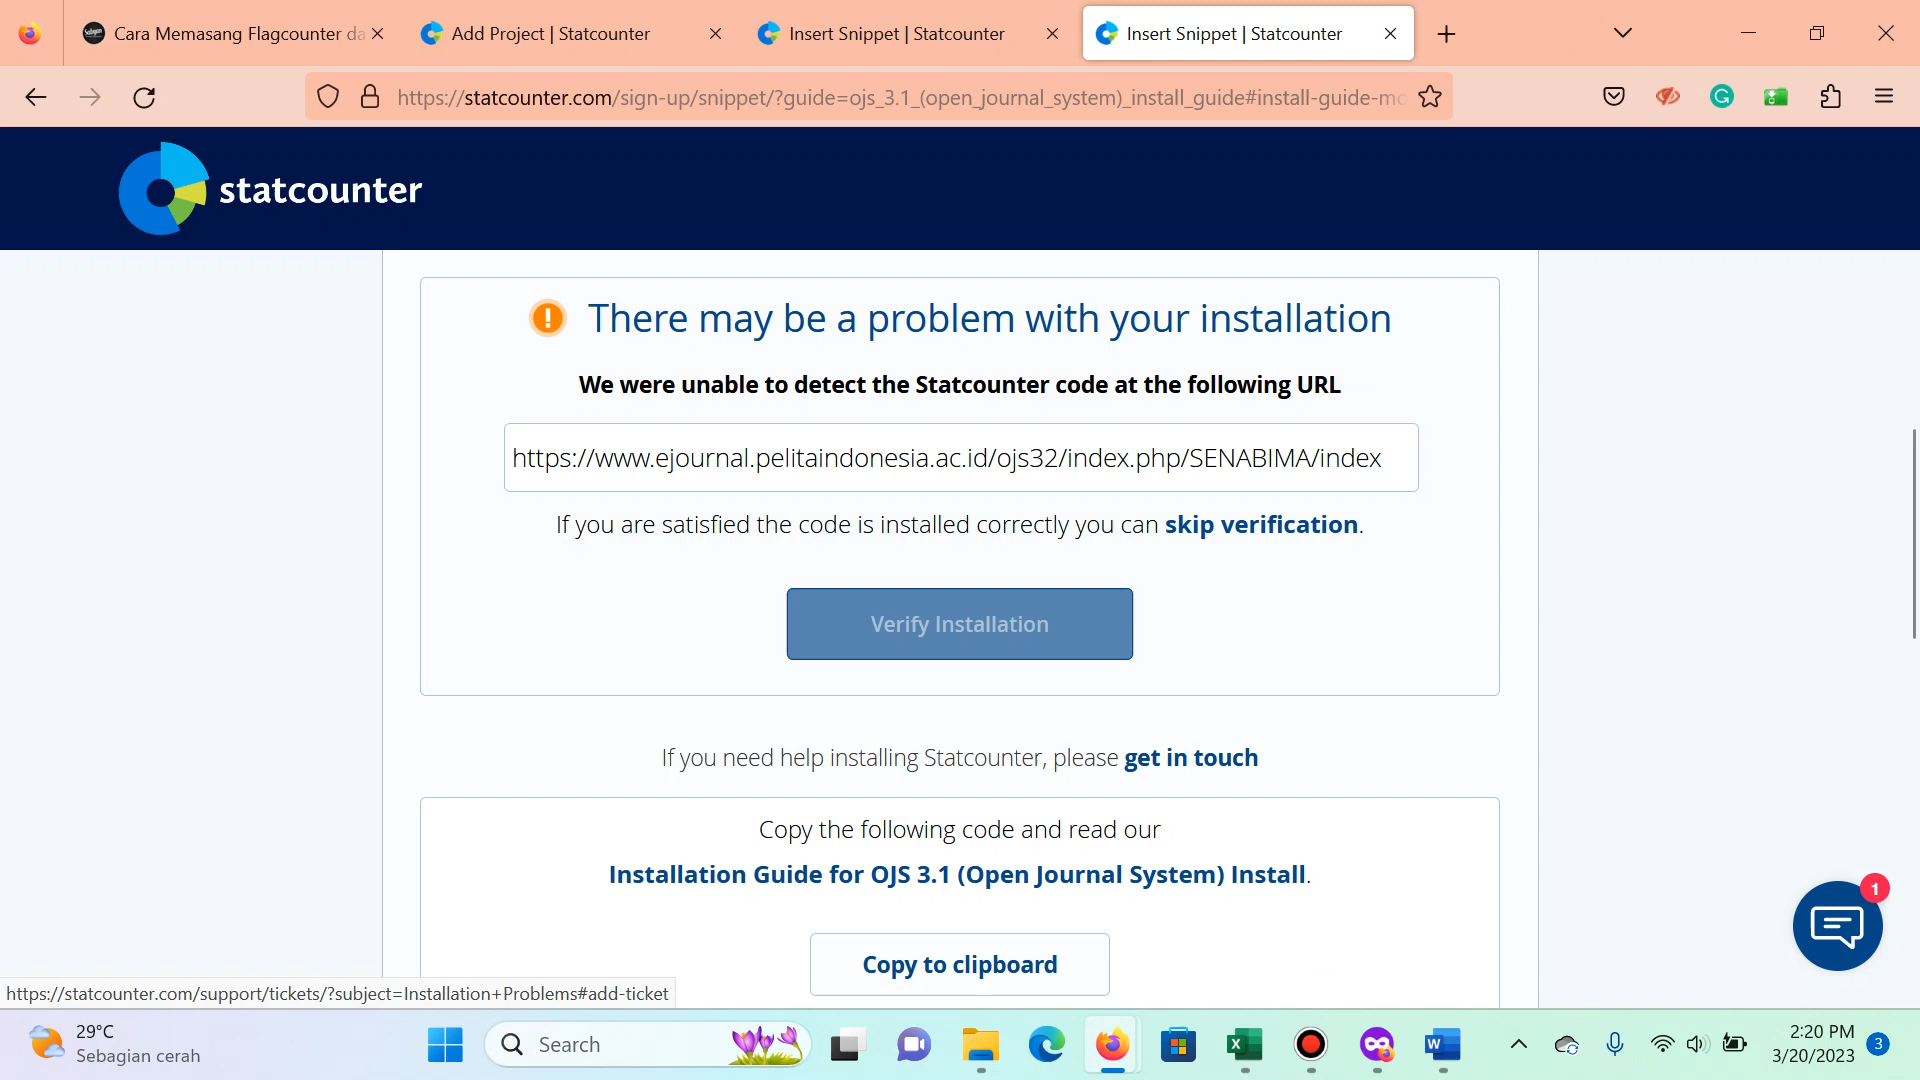 Cara Memasang Flagcounter da
Add Project | Statcounter
Insert Snippet | Statcounter
Insert Snippet | Statcounter
https://statcounter.com/sign-up/snippet/?guide=ojs_3.1_(open_journal_system)_install_guide#install-guide-mo
statcounter
There may be a problem with your installation
We were unable to detect the Statcounter code at the following URL
https://www.ejournal.pelitaindonesia.ac.id/ojs32/index.php/SENABIMA/index
If you are satisfied the code is installed correctly you can skip verification.
Verify Installation
If you need help installing Statcounter, please get in touch
Copy the following code and read our
Installation Guide for OJS 3.1 (Open Journal System) Install.
1
Copy to clipboard
https://statcounter.com/support/tickets/?subject=Installation+Problems#add-ticket
29°C
Sebagian cerah
Search
2:20 PM
3/20/2023
3